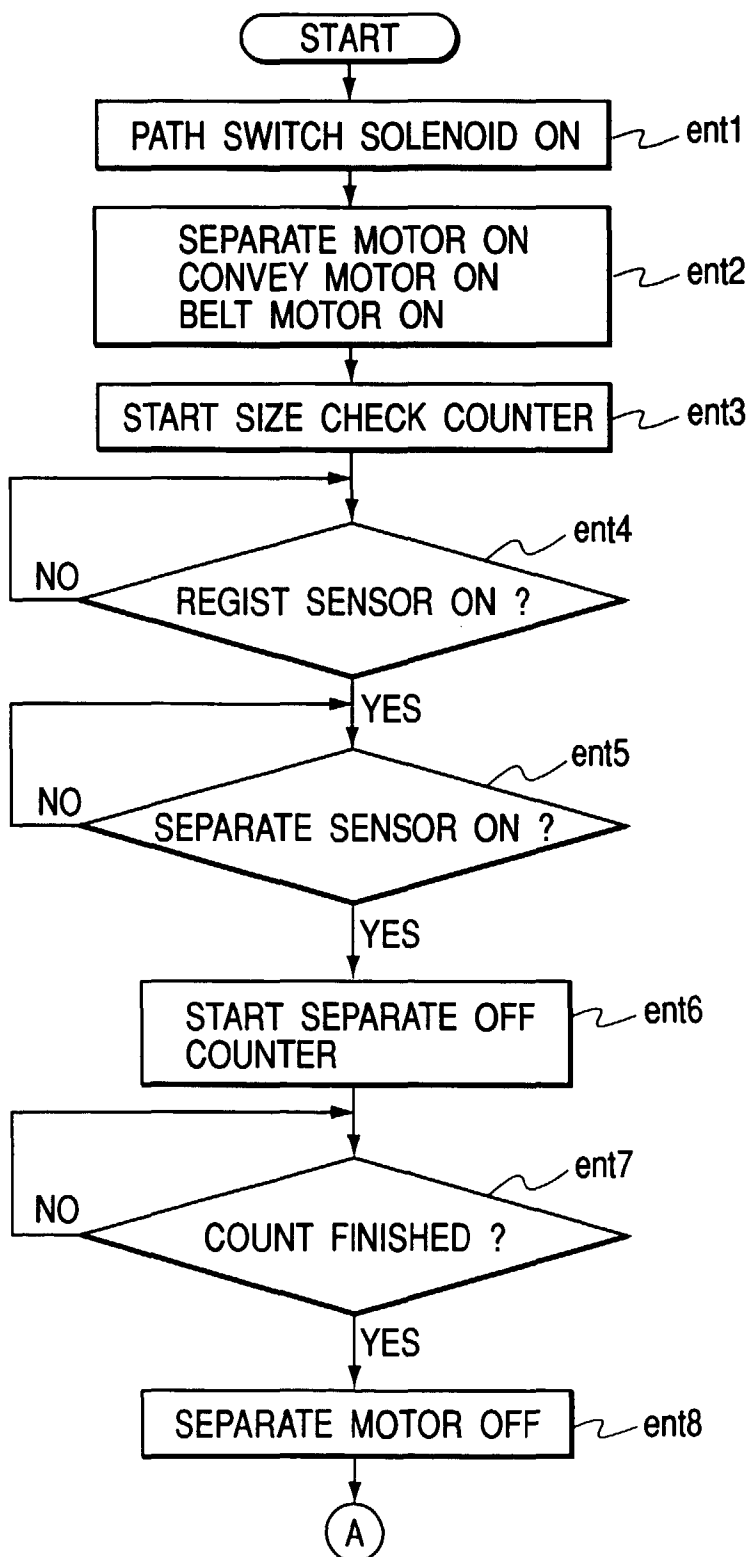 START
PATH SWITCH SOLENOID ON
ent1
SEPARATE MOTOR ON
CONVEY MOTOR ON
BELT MOTOR ON
ent2
START SIZE CHECK COUNTER
ent3
ent4
NO
REGIST SENSOR ON ?
YES
ent5
NO
SEPARATE SENSOR ON ?
YES
START SEPARATE OFF
COUNTER
ent6
ent7
NO
COUNT FINISHED ?
YES
SEPARATE MOTOR OFF
ent8
A